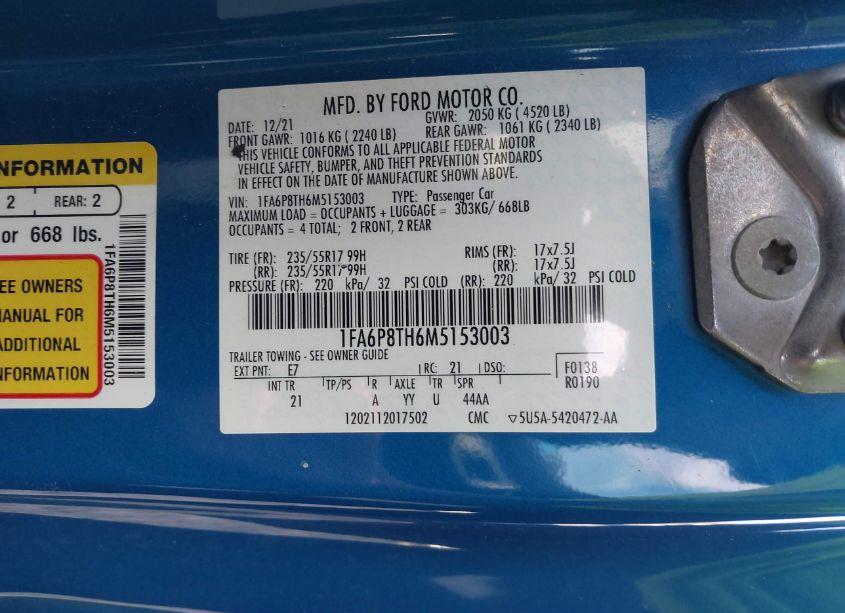 NFORMATION
2 REAR: 2
or 668 lbs.
EE OWNERS
MANUAL FOR
ADDITIONAL
INFORMATION
1FA6P8TH6M5153003
MFD. BY FORD MOTOR CO.
DATE: 12/21 GVWR: 2050 KG ( 4520 LB)
FRONT GAWR: 1016 KG ( 2240 LB) REAR GAWR: 1061 KG ( 2340 LB)
THIS VEHICLE CONFORMS TO ALL APPLICABLE FEDERAL MOTOR
VEHICLE SAFETY, BUMPER, AND THEFT PREVENTION STANDARDS
IN EFFECT ON THE DATE OF MANUFACTURE SHOWN ABOVE.
VIN: 1FA6P8TH6M5153003 TYPE: Passenger Car
MAXIMUM LOAD = OCCUPANTS + LUGGAGE = 303KG/ 668LB
OCCUPANTS = 4 TOTAL; 2 FRONT, 2 REAR
TIRE (FR): 235/55R17 99H RIMS (FR): 17x7.5J
(RR): 235/55R17 99H (RR): 17x7.5J
PRESSURE (FR): 220 kPa/ 32 PSI COLD (RR): 220 kPa/ 32 PSI COLD
1FA6P8TH6M5153003
TRAILER TOWING - SEE OWNER GUIDE
EXT PNT: E7 RC: 21 DSO: F0138
R0190
INT TR TP/PS R AXLE TR SPR
21 A YY U 44AA
1202112017502 CMC ▽5U5A-5420472-AA